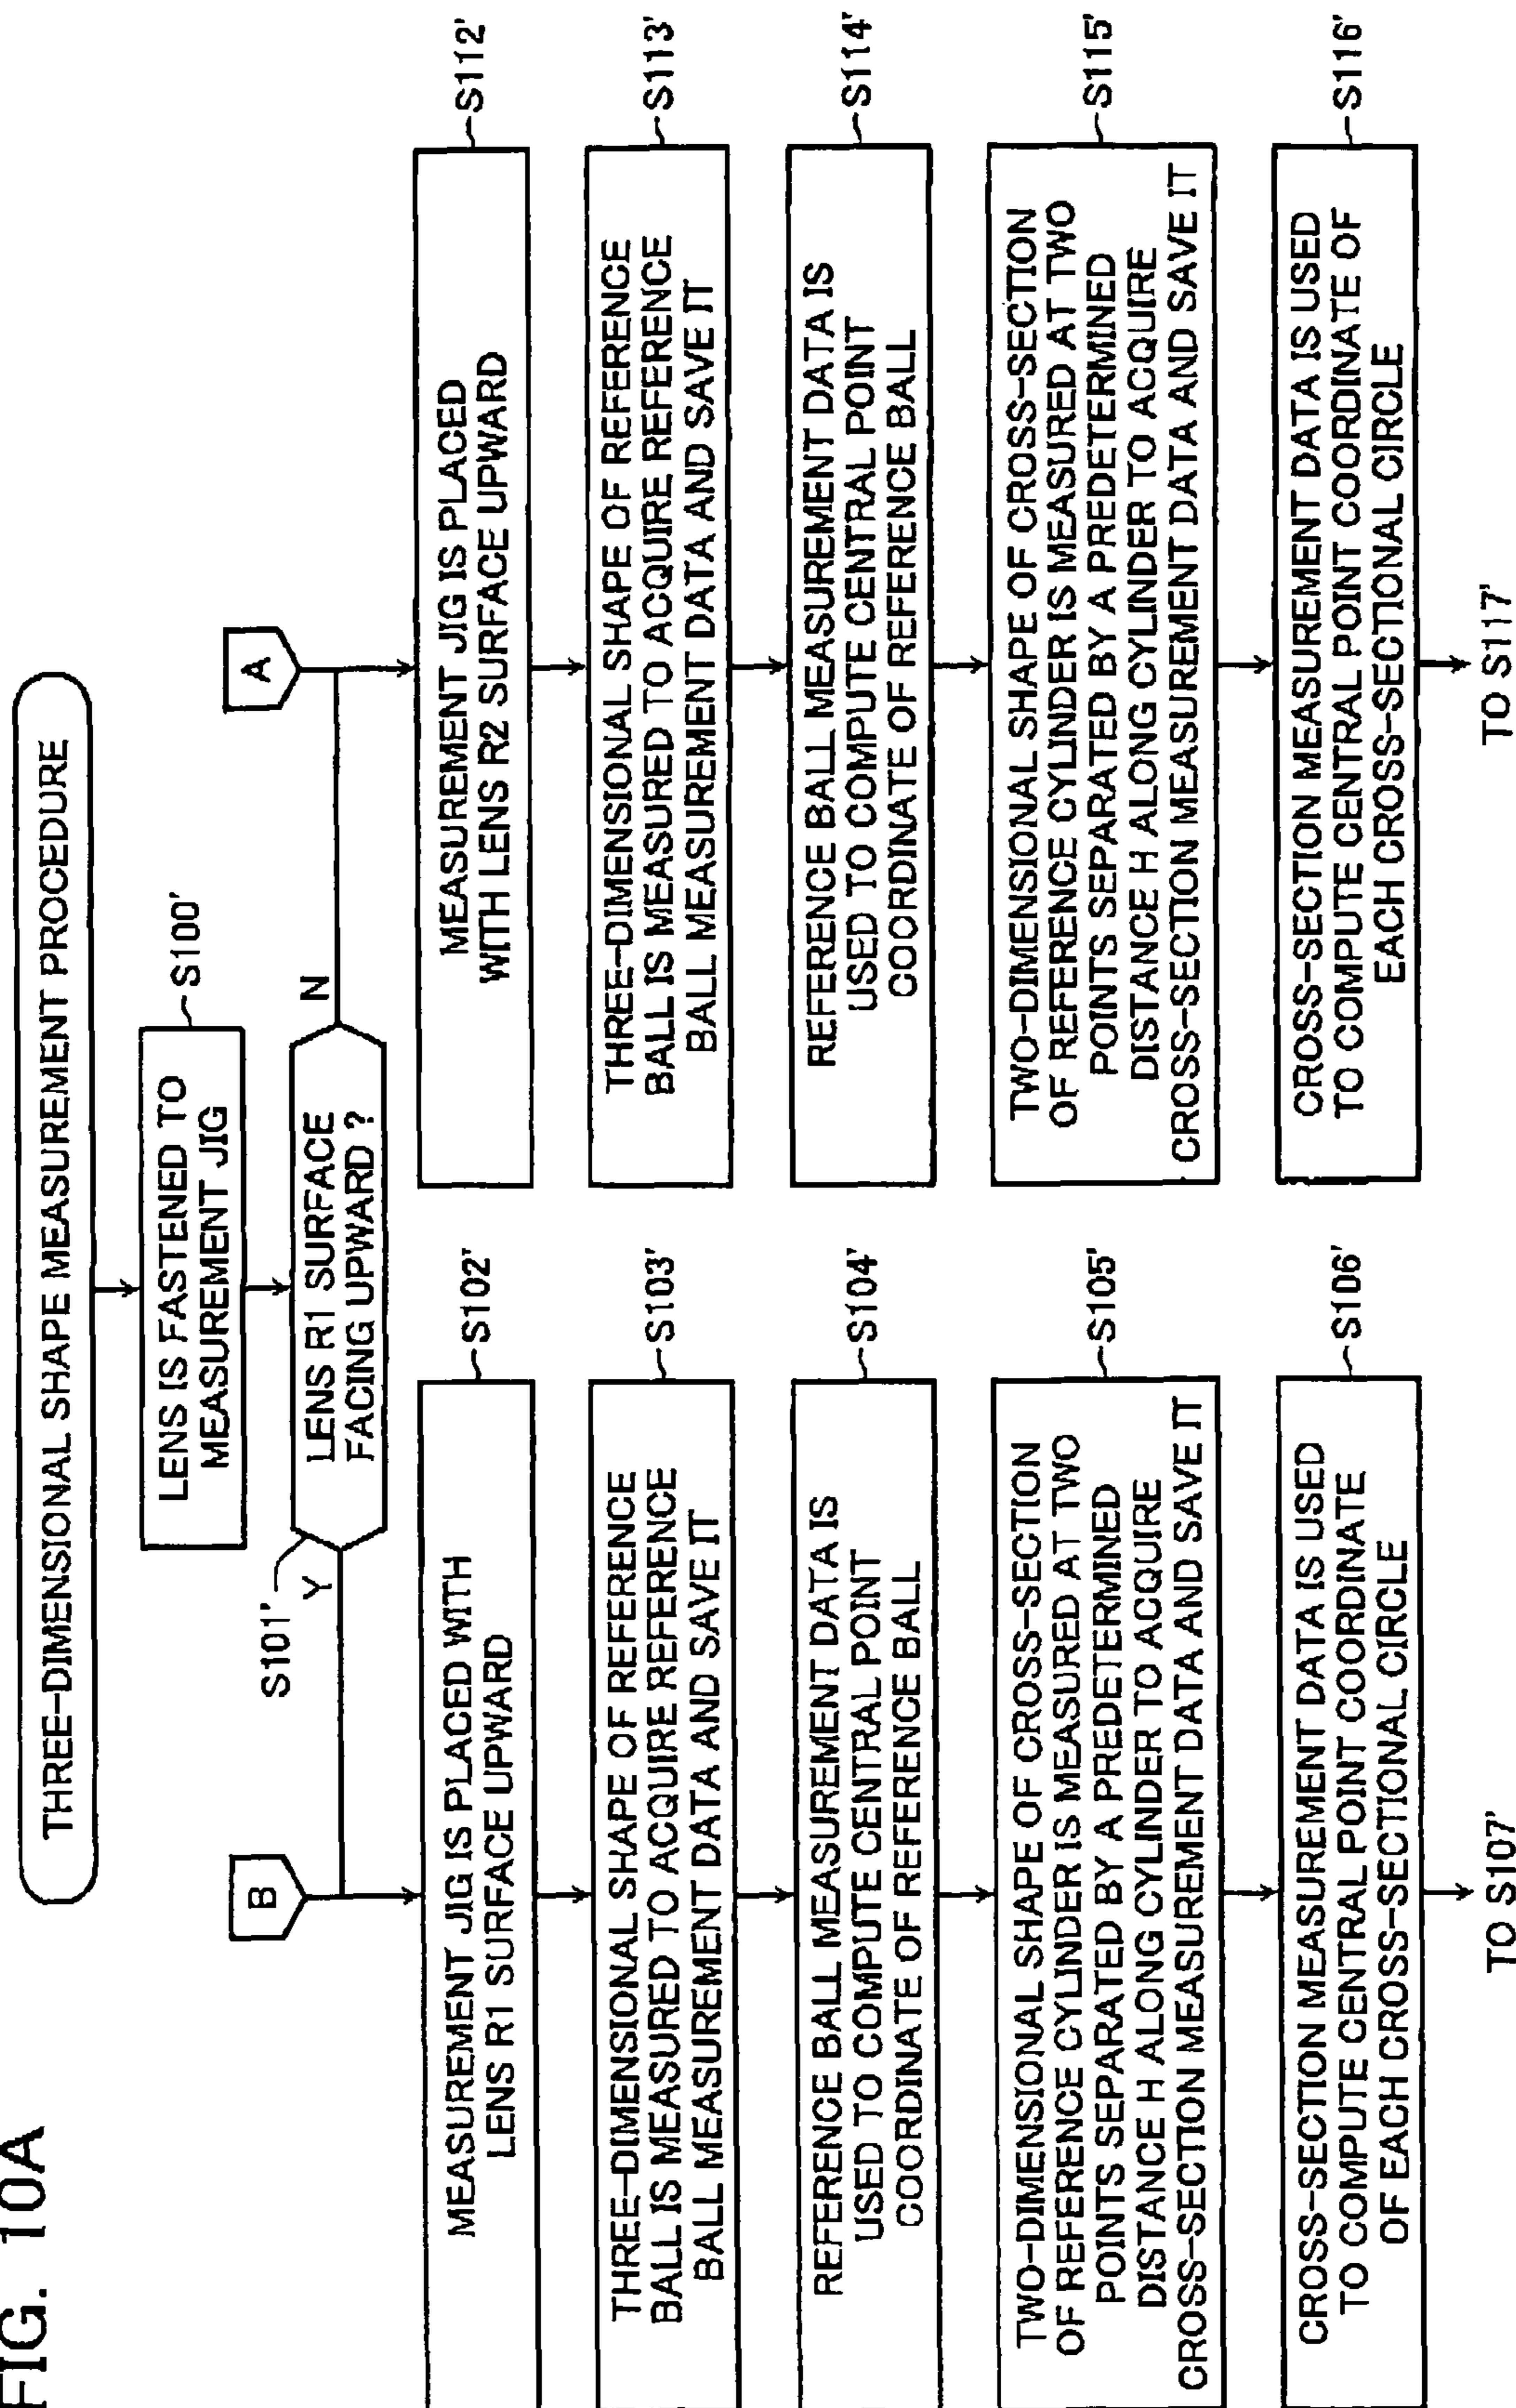 FIG. 10A
THREE-DIMENSIONAL SHAPE MEASUREMENT PROCEDURE
LENS IS FASTENED TO
MEASUREMENT JIG
S100'
LENS R1 SURFACE
FACING UPWARD ?
S101'
Y
N
B
MEASUREMENT JIG IS PLACED WITH
LENS R1 SURFACE UPWARD
S102'
THREE-DIMENSIONAL SHAPE OF REFERENCE
BALL IS MEASURED TO ACQUIRE REFERENCE
BALL MEASUREMENT DATA AND SAVE IT
S103'
REFERENCE BALL MEASUREMENT DATA IS
USED TO COMPUTE CENTRAL POINT
COORDINATE OF REFERENCE BALL
S104'
TWO-DIMENSIONAL SHAPE OF CROSS-SECTION
OF REFERENCE CYLINDER IS MEASURED AT TWO
POINTS SEPARATED BY A PREDETERMINED
DISTANCE H ALONG CYLINDER TO ACQUIRE
CROSS-SECTION MEASUREMENT DATA AND SAVE IT
S105'
CROSS-SECTION MEASUREMENT DATA IS USED
TO COMPUTE CENTRAL POINT COORDINATE
OF EACH CROSS-SECTIONAL CIRCLE
S106'
TO S107'
A
MEASUREMENT JIG IS PLACED
WITH LENS R2 SURFACE UPWARD
S112'
THREE-DIMENSIONAL SHAPE OF REFERENCE
BALL IS MEASURED TO ACQUIRE REFERENCE
BALL MEASUREMENT DATA AND SAVE IT
S113'
REFERENCE BALL MEASUREMENT DATA IS
USED TO COMPUTE CENTRAL POINT
COORDINATE OF REFERENCE BALL
S114'
TWO-DIMENSIONAL SHAPE OF CROSS-SECTION
OF REFERENCE CYLINDER IS MEASURED AT TWO
POINTS SEPARATED BY A PREDETERMINED
DISTANCE H ALONG CYLINDER TO ACQUIRE
CROSS-SECTION MEASUREMENT DATA AND SAVE IT
S115'
CROSS-SECTION MEASUREMENT DATA IS USED
TO COMPUTE CENTRAL POINT COORDINATE OF
EACH CROSS-SECTIONAL CIRCLE
S116'
TO S117'